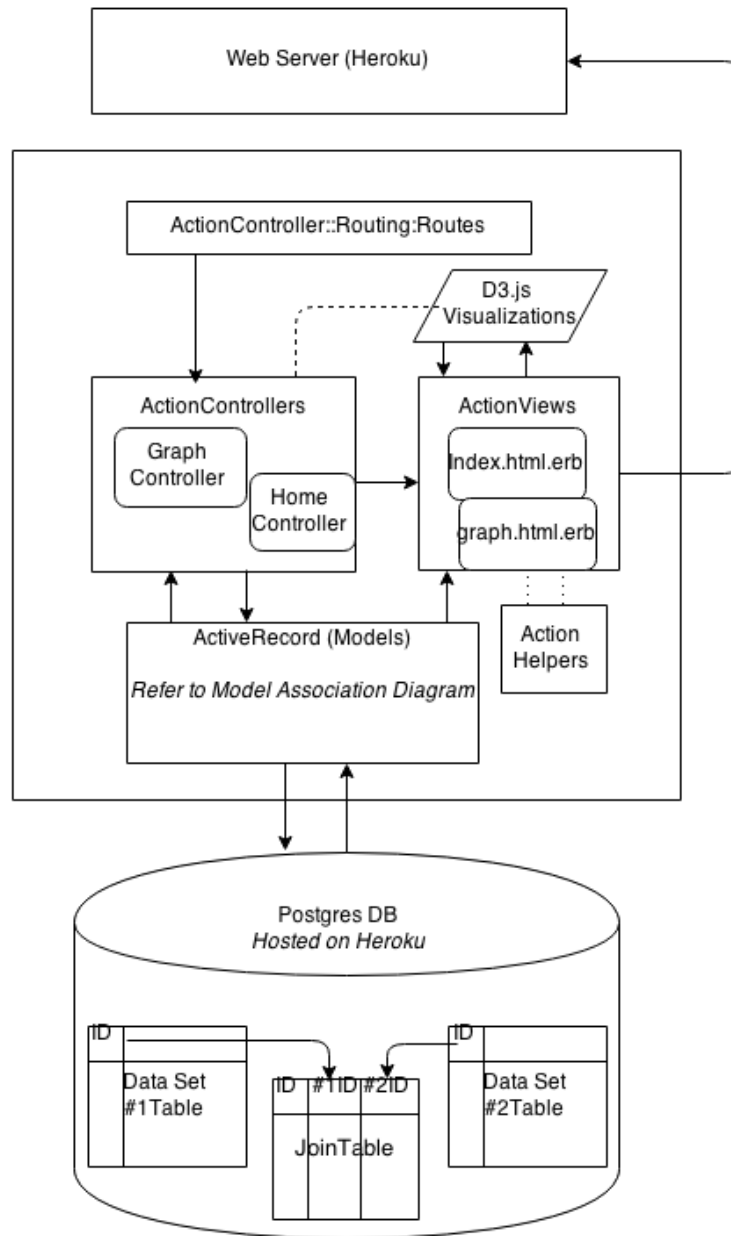 Web Server (Heroku)
ActionController::Routing:Routes
D3.js
Visualizations
ActionControllers
Graph
Controller
Home
Controller
ActionViews
Index.html.erb
graph.html.erb
ActiveRecord (Models)
Refer to Model Association Diagram
Action
Helpers
Postgres DB
Hosted on Heroku
ID
Data Set
#1Table
ID #1ID #2ID
JoinTable
ID
Data Set
#2Table